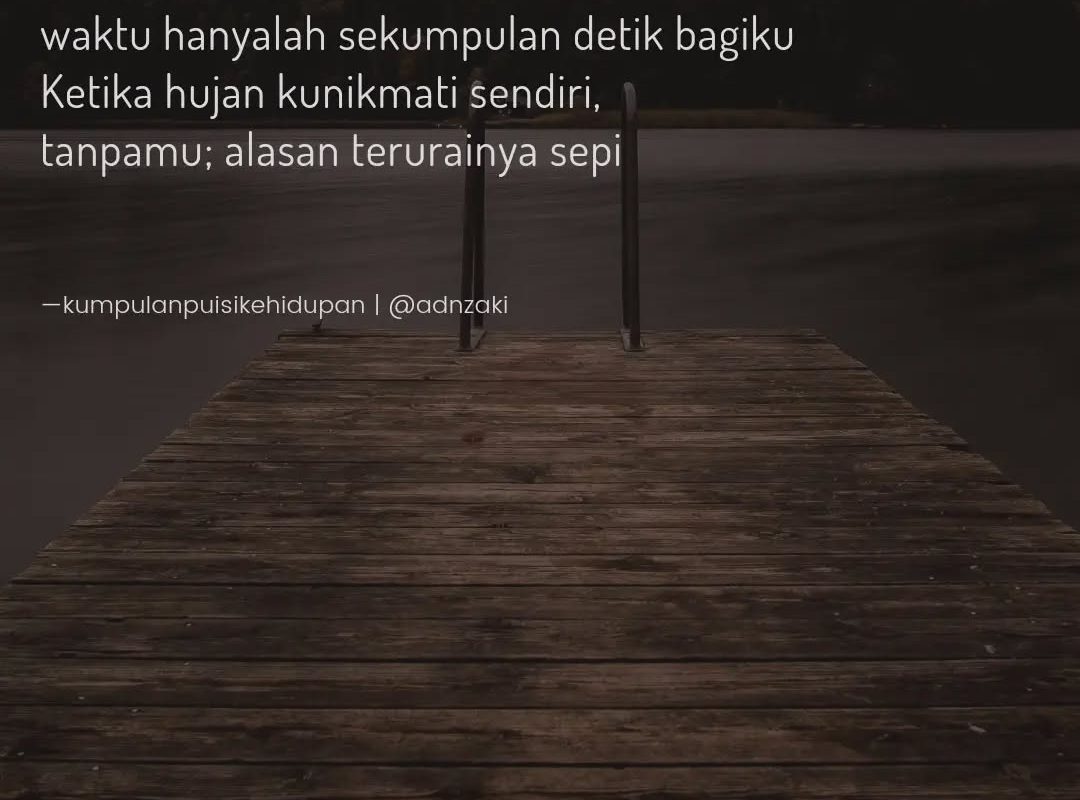 waktu hanyalah sekumpulan detik bagiku
Ketika hujan kunikmati sendiri,
tanpamu; alasan terurainya sepi
—kumpulanpuisikehidupan | @adnzaki